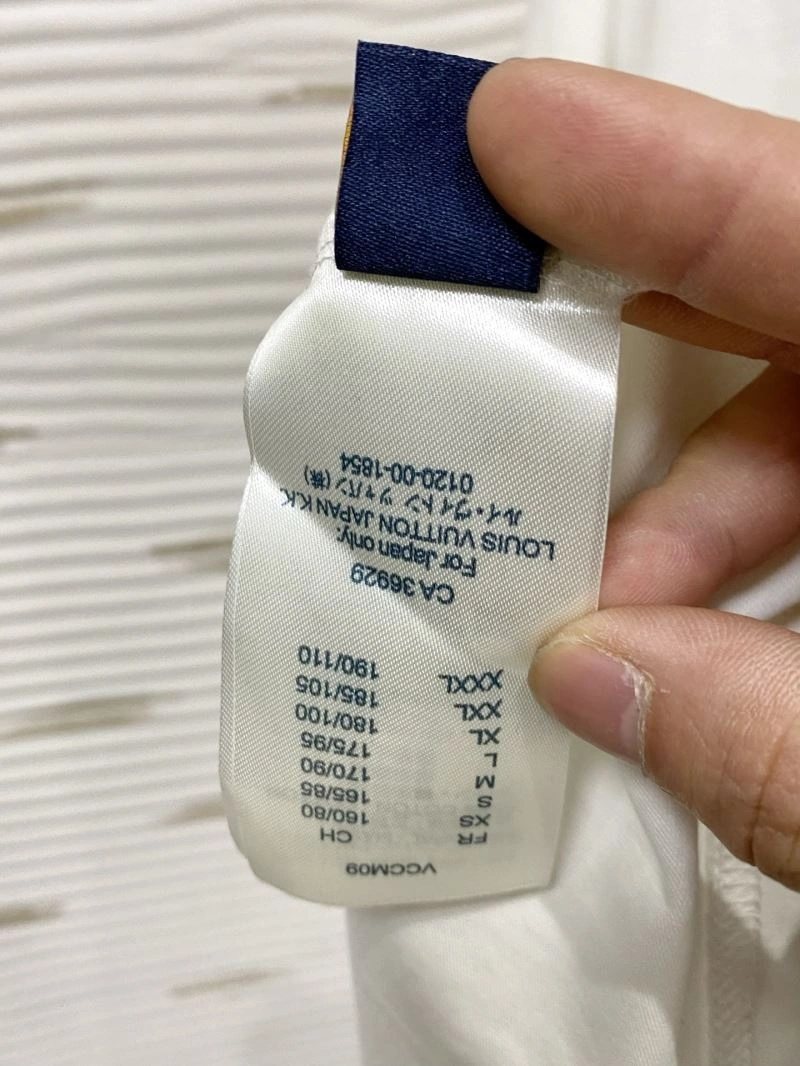 VCCM09
FR CH
XS 160/80
S 165/85
M 170/90
L 175/95
XL 180/100
XXL 185/105
XXXL 190/110
CA 36929
For Japan only:
LOUIS VUITTON JAPAN K.K.
ルイ・ヴィトン ジャパン(株)
0120-00-1854